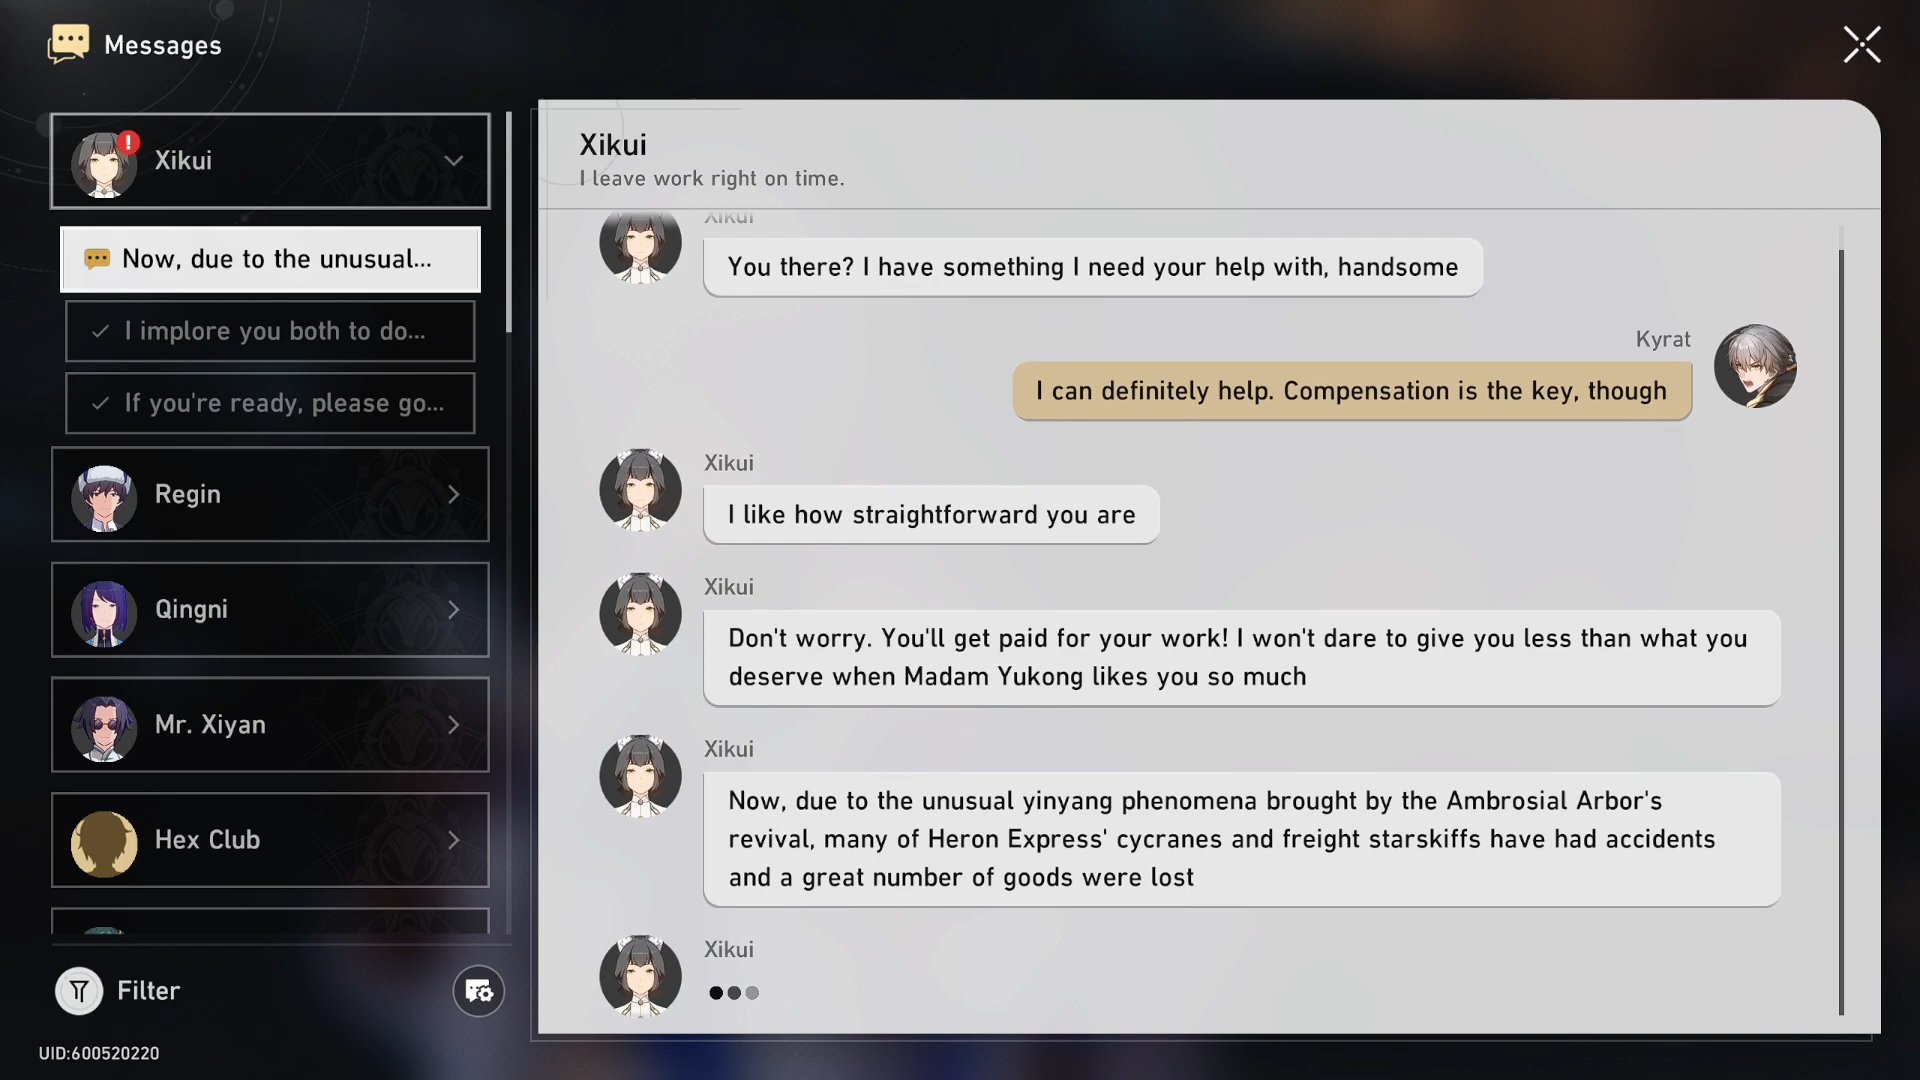 Messages
Xikui
Now, due to the unusual...
I implore you both to do...
If you're ready, please go...
Regin
Qingni
Mr. Xiyan
Hex Club
Filter
UID:600520220
Xikui
I leave work right on time.
Xikui
You there? I have something I need your help with, handsome
Kyrat
I can definitely help. Compensation is the key, though
Xikui
I like how straightforward you are
Xikui
Don't worry. You'll get paid for your work! I won't dare to give you less than what you
deserve when Madam Yukong likes you so much
Xikui
Now, due to the unusual yinyang phenomena brought by the Ambrosial Arbor's
revival, many of Heron Express' cycranes and freight starskiffs have had accidents
and a great number of goods were lost
Xikui